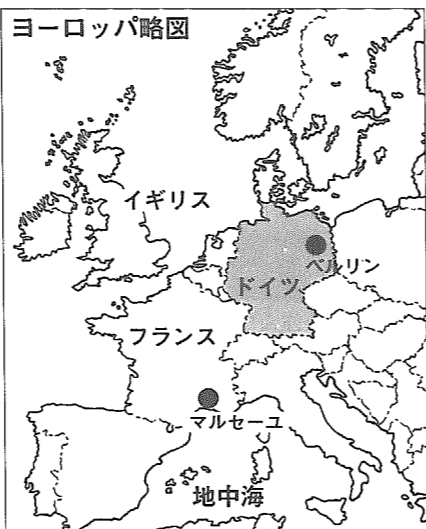 ヨーロッパ略図
イギリス
ベルリン
ドイツ
フランス
マルセーユ
地中海